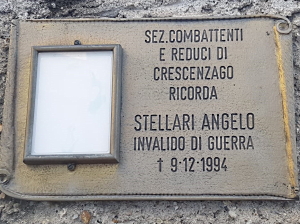 SEZ.COMBATTENTI
E REDUCI DI
CRESCENZAGO
RICORDA
STELLARI ANGELO
INVALIDO DI GUERRA
† 9-12-1994